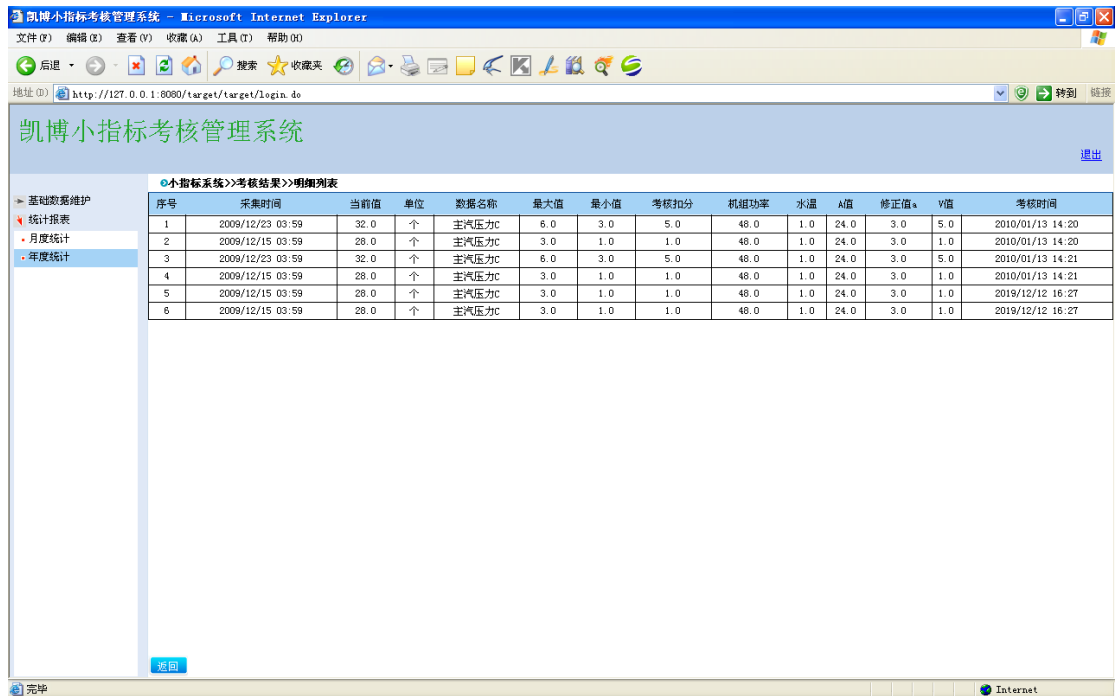 凯博小指标考核管理系统 - Microsoft Internet Explorer
文件(F) 编辑(E) 查看(V) 收藏(A) 工具(T) 帮助(H)
后退 搜索 收藏夹
地址(D) http://127.0.0.1:8080/target/target/login.do 转到 链接
凯博小指标考核管理系统
退出
小指标系统>>考核结果>>明细列表
基础数据维护
统计报表
月度统计
年度统计
序号 采集时间 当前值 单位 数据名称 最大值 最小值 考核扣分 机组功率 水温 A值 修正值a V值 考核时间
1 2009/12/23 03:59 32.0 个 主汽压力C 6.0 3.0 5.0 48.0 1.0 24.0 3.0 5.0 2010/01/13 14:20
2 2009/12/15 03:59 28.0 个 主汽压力C 3.0 1.0 1.0 48.0 1.0 24.0 3.0 1.0 2010/01/13 14:20
3 2009/12/23 03:59 32.0 个 主汽压力C 6.0 3.0 5.0 48.0 1.0 24.0 3.0 5.0 2010/01/13 14:21
4 2009/12/15 03:59 28.0 个 主汽压力C 3.0 1.0 1.0 48.0 1.0 24.0 3.0 1.0 2010/01/13 14:21
5 2009/12/15 03:59 28.0 个 主汽压力C 3.0 1.0 1.0 48.0 1.0 24.0 3.0 1.0 2019/12/12 16:27
6 2009/12/15 03:59 28.0 个 主汽压力C 3.0 1.0 1.0 48.0 1.0 24.0 3.0 1.0 2019/12/12 16:27
返回
完毕 Internet